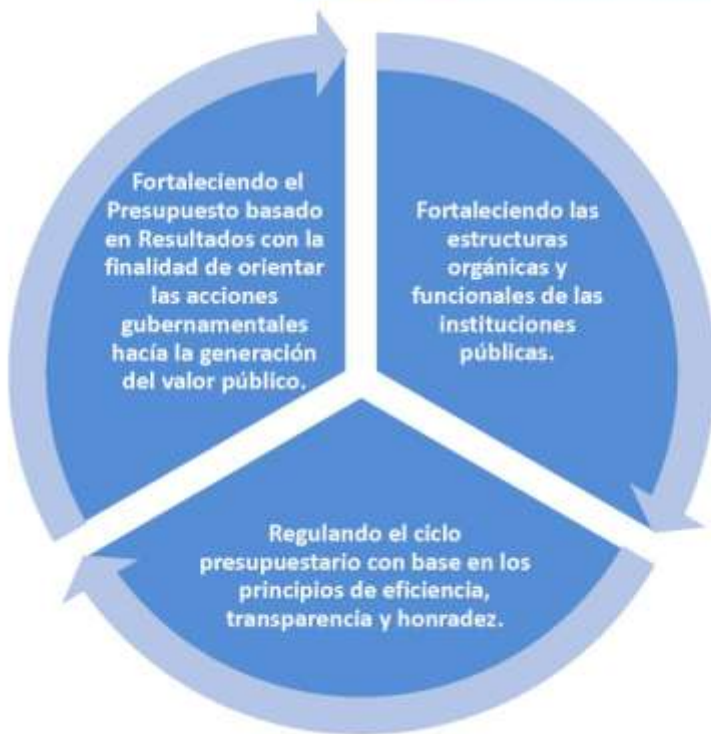 Fortaleciendo el
Presupuesto basado
en Resultados con la
finalidad de orientar
las acciones
gubernamentales
hacía la generación
del valor público.
Fortaleciendo las
estructuras
orgánicas y
funcionales de las
instituciones
públicas.
Regulando el ciclo
presupuestario con base en los
principios de eficiencia,
transparencia y honradez.